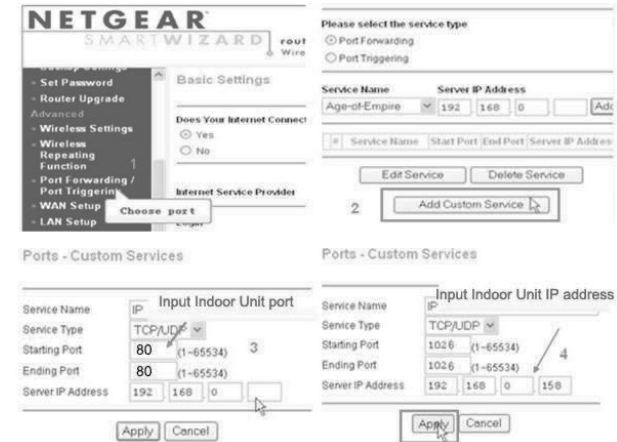 NETGEAR
SMARTWIZARD
rout
Wire
Set Password
Router Upgrade
Advanced
Wireless Settings
Wireless
Repeating
Function
1
Port Forwarding /
Port Triggering
WAN Setup
LAN Setup
Choose port
Basic Settings
Does Your Internet Connect
Yes
No
Internet Service Provider
Please select the service type
Port Forwarding
Port Triggering
Service Name Server IP Address
Age-of-Empire 192 168 0 Add
# Service Name Start Port End Port Server IP Addres
Edit Service Delete Service
2 Add Custom Service
Ports - Custom Services
Service Name IP Input Indoor Unit port
Service Type TCP/UDP
Starting Port 80 (1~65534) 3
Ending Port 80 (1~65534)
Server IP Address 192 168 0
Apply Cancel
Ports - Custom Services
Input Indoor Unit IP address
Service Name IP
Service Type TCP/UDP
Starting Port 1026 (1~65534)
4
Ending Port 1026 (1~65534)
Server IP Address 192 168 0 158
Apply Cancel